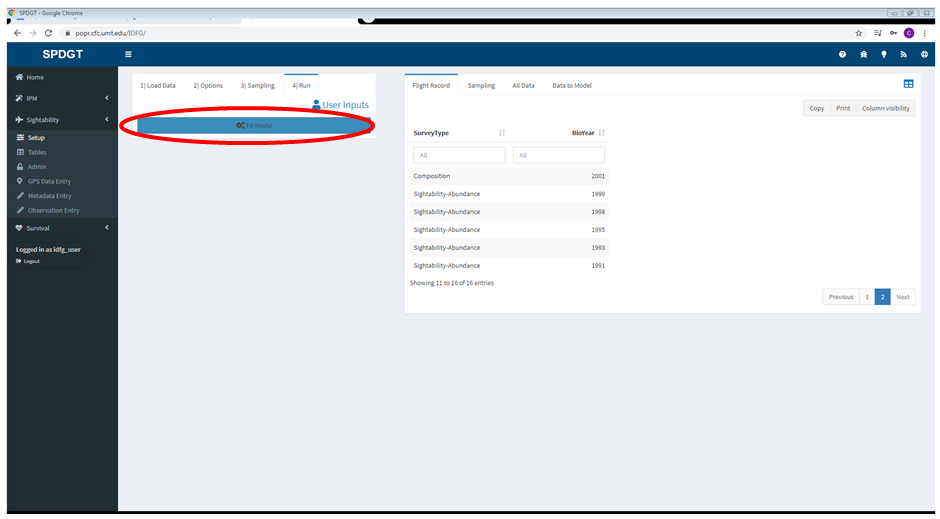 SPDGT - Google Chrome
popr.cfc.umt.edu/IDFG/
C
SPDGT
Home
IPM
Sightability
Setup
Tables
Admin
GPS Data Entry
Metadata Entry
Observation Entry
Survival
Logged in as idfg_user
Logout
1) Load Data 2) Options 3) Sampling 4) Run
User Inputs
Fit Model
Flight Record Sampling All Data Data to Model
Copy Print Column visibility
SurveyType BioYear
All All
Composition 2001
Sightability-Abundance 1999
Sightability-Abundance 1998
Sightability-Abundance 1995
Sightability-Abundance 1993
Sightability-Abundance 1991
Showing 11 to 16 of 16 entries
Previous 1 2 Next